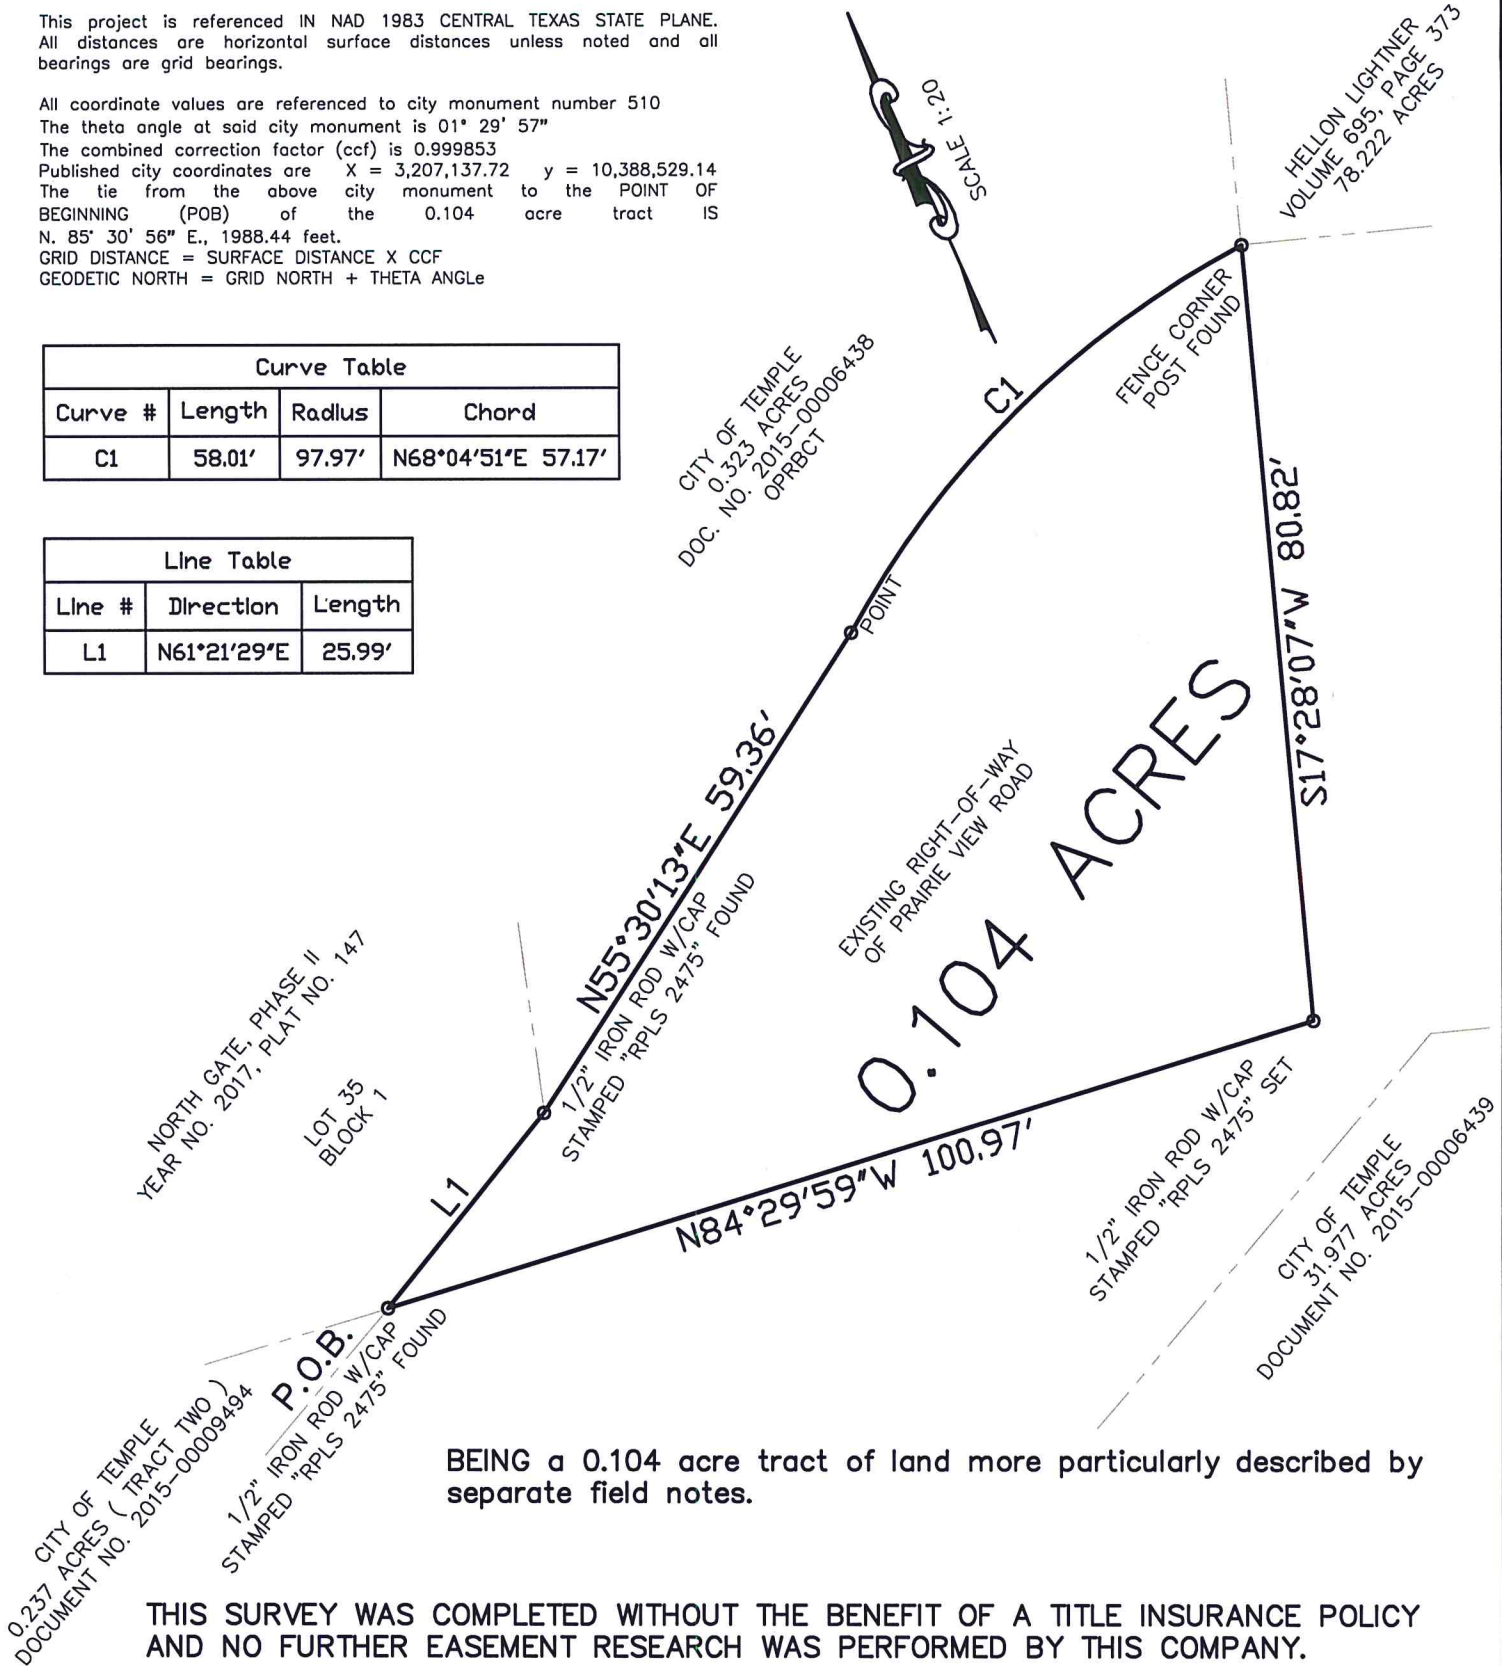 This project is referenced IN NAD 1983 CENTRAL TEXAS STATE PLANE.
All distances are horizontal surface distances unless noted and all
bearings are grid bearings.
All coordinate values are referenced to city monument number 510
The theta angle at said city monument is 01° 29' 57"
The combined correction factor (ccf) is 0.999853
Published city coordinates are X = 3,207,137.72 y = 10,388,529.14
The tie from the above city monument to the POINT OF
BEGINNING (POB) of the 0.104 acre tract IS
N. 85° 30' 56" E., 1988.44 feet.
GRID DISTANCE = SURFACE DISTANCE X CCF
GEODETIC NORTH = GRID NORTH + THETA ANGLe
SCALE 1:20
HELLON LIGHTNER
VOLUME 695, PAGE 373
78.222 ACRES
Curve Table
Curve # Length Radius Chord
C1 58.01' 97.97' N68°04'51"E 57.17'
Line Table
Line # Direction Length
L1 N61°21'29"E 25.99'
CITY OF TEMPLE
0.323 ACRES
DOC. NO. 2015-00006438
OPRBCT
C1
FENCE CORNER
POST FOUND
POINT
S17°28'07"W 80.82'
N55°30'13"E 59.36'
1/2" IRON ROD W/CAP
STAMPED "RPLS 2475" FOUND
EXISTING RIGHT-OF-WAY
OF PRAIRIE VIEW ROAD
0.104 ACRES
NORTH GATE, PHASE II
YEAR NO. 2017, PLAT NO. 147
LOT 35
BLOCK 1
L1
N84°29'59"W 100.97'
1/2" IRON ROD W/CAP
STAMPED "RPLS 2475" SET
CITY OF TEMPLE
31.977 ACRES
DOCUMENT NO. 2015-00006439
P.O.B.
1/2" IRON ROD W/CAP
STAMPED "RPLS 2475" FOUND
CITY OF TEMPLE
0.237 ACRES ( TRACT TWO )
DOCUMENT NO. 2015-00009494
BEING a 0.104 acre tract of land more particularly described by
separate field notes.
THIS SURVEY WAS COMPLETED WITHOUT THE BENEFIT OF A TITLE INSURANCE POLICY
AND NO FURTHER EASEMENT RESEARCH WAS PERFORMED BY THIS COMPANY.